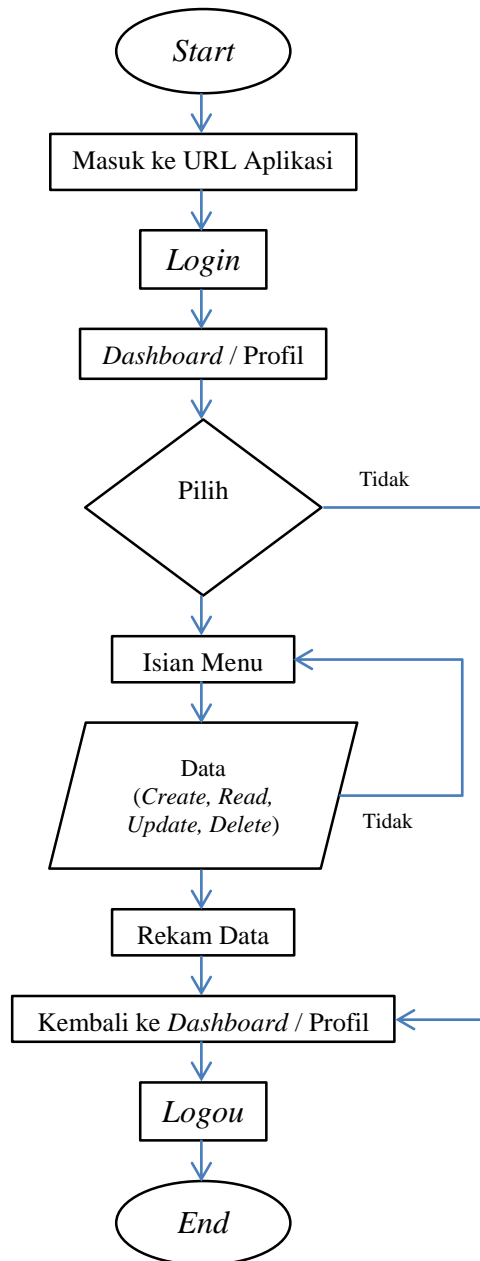 Start
Masuk ke URL Aplikasi
Login
Dashboard / Profil
Pilih
Tidak
Isian Menu
Data
(Create, Read,
Update, Delete)
Tidak
Rekam Data
Kembali ke Dashboard / Profil
Logou
End